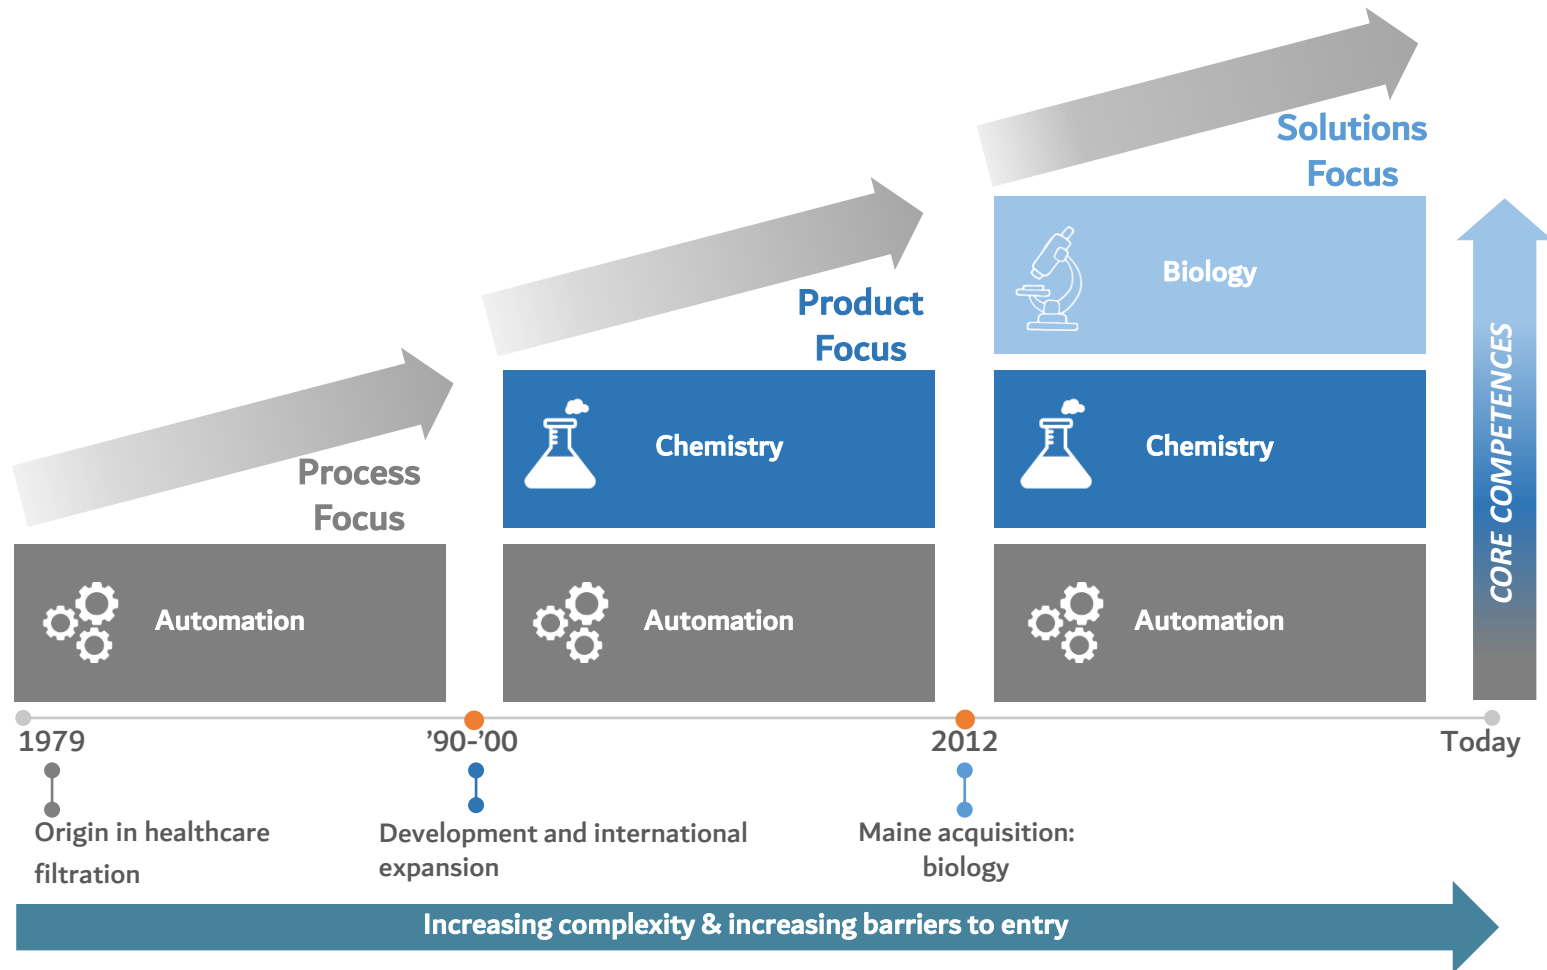 Solutions
Focus
Biology
Product
Focus
Chemistry
Chemistry
Process
Focus
Automation
Automation
Automation
CORE COMPETENCES
1979
’90-’00
2012
Today
Origin in healthcare
filtration
Development and international
expansion
Maine acquisition:
biology
Increasing complexity & increasing barriers to entry